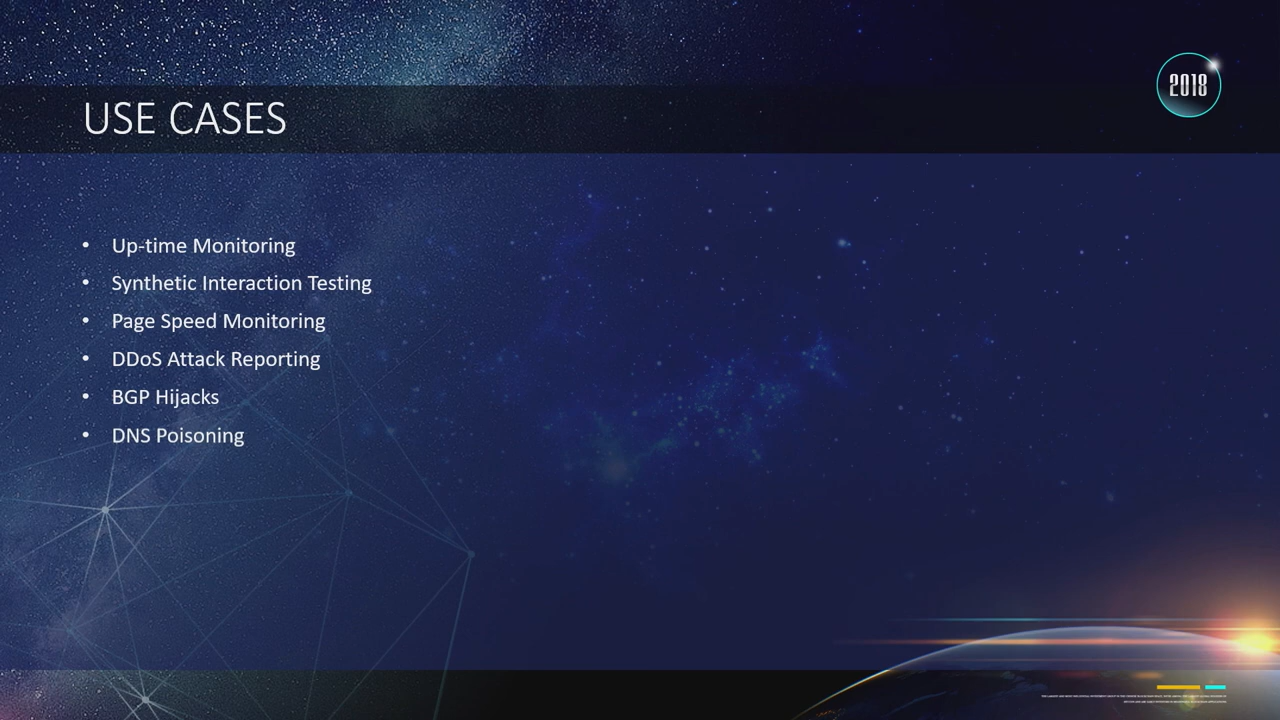 2018
USE CASES
• Up-time Monitoring
• Synthetic Interaction Testing
• Page Speed Monitoring
• DDoS Attack Reporting
• BGP Hijacks
• DNS Poisoning